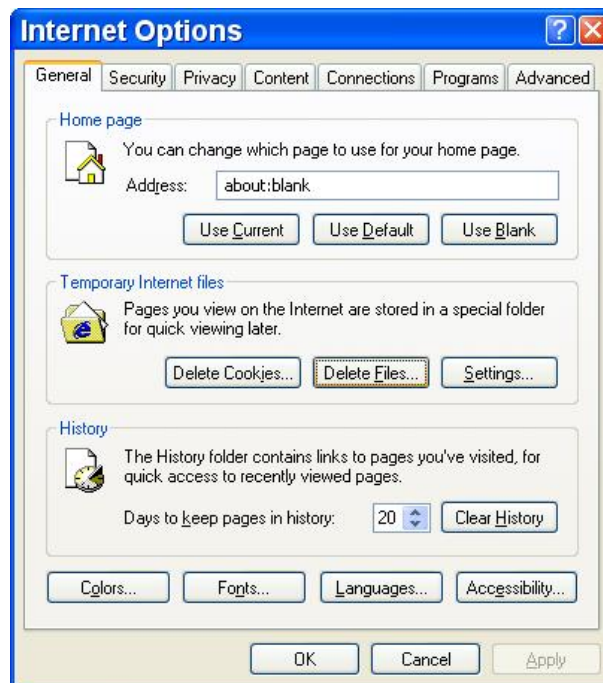 Internet Options
General Security Privacy Content Connections Programs Advanced
Home page
You can change which page to use for your home page.
Address: about:blank
Use Current Use Default Use Blank
Temporary Internet files
Pages you view on the Internet are stored in a special folder
for quick viewing later.
Delete Cookies... Delete Files... Settings...
History
The History folder contains links to pages you've visited, for
quick access to recently viewed pages.
Days to keep pages in history: 20 Clear History
Colors... Fonts... Languages... Accessibility...
OK Cancel Apply